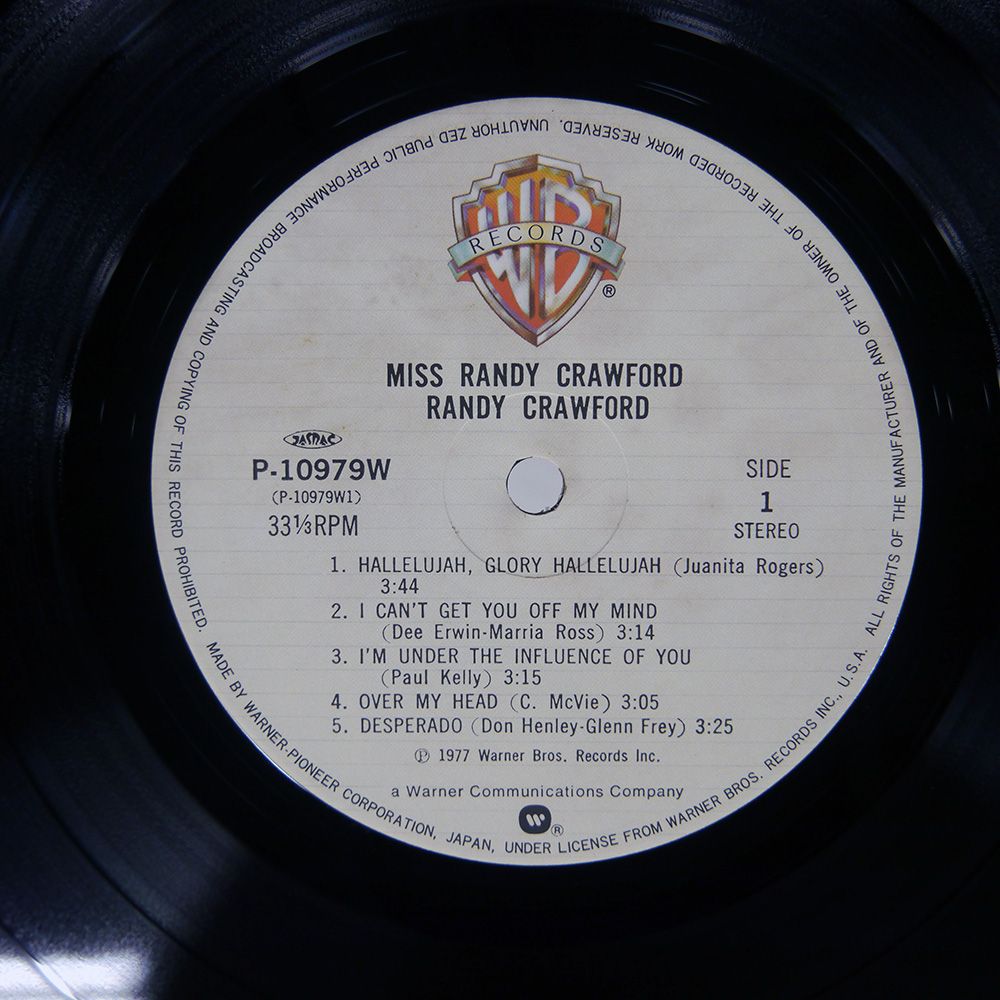 WB
RECORDS
®
MISS RANDY CRAWFORD
RANDY CRAWFORD
JASRAC
P-10979W
(P-10979W1)
33⅓RPM
SIDE
1
STEREO
1. HALLELUJAH, GLORY HALLELUJAH (Juanita Rogers)
3:44
2. I CAN'T GET YOU OFF MY MIND
(Dee Erwin-Marria Ross) 3:14
3. I'M UNDER THE INFLUENCE OF YOU
(Paul Kelly) 3:15
4. OVER MY HEAD (C. McVie) 3:05
5. DESPERADO (Don Henley-Glenn Frey) 3:25
℗ 1977 Warner Bros. Records Inc.
a Warner Communications Company
W®
MADE BY WARNER-PIONEER CORPORATION, JAPAN, UNDER LICENSE FROM WARNER BROS. RECORDS INC., U.S.A. ALL RIGHTS OF THE MANUFACTURER AND OF THE OWNER OF THE RECORDED WORK RESERVED. UNAUTHOR ZED PUBLIC PERFORMANCE BROADCASTING AND COPYING OF THIS RECORD PROHIBITED.